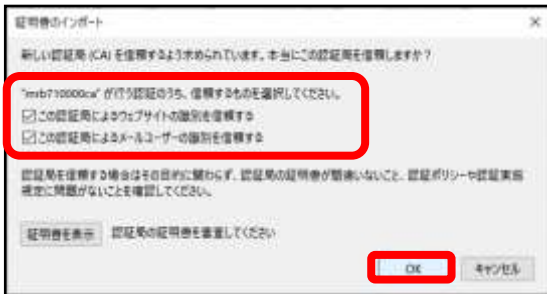 証明書のインポート
新しい認証局 (CA) を信頼するよう求められています。本当にこの認証局を信頼しますか？
"mrb710000ca" が行う認証のうち、信頼するものを選択してください。
この認証局によるウェブサイトの識別を信頼する
この認証局によるメールユーザーの識別を信頼する
認証局を信頼する場合はその目的に関わらず、認証局の証明書が間違いないこと、認証ポリシーや認証実施
規定に問題がないことを確認してください。
証明書を表示 認証局の証明書を審査してください
OK キャンセル